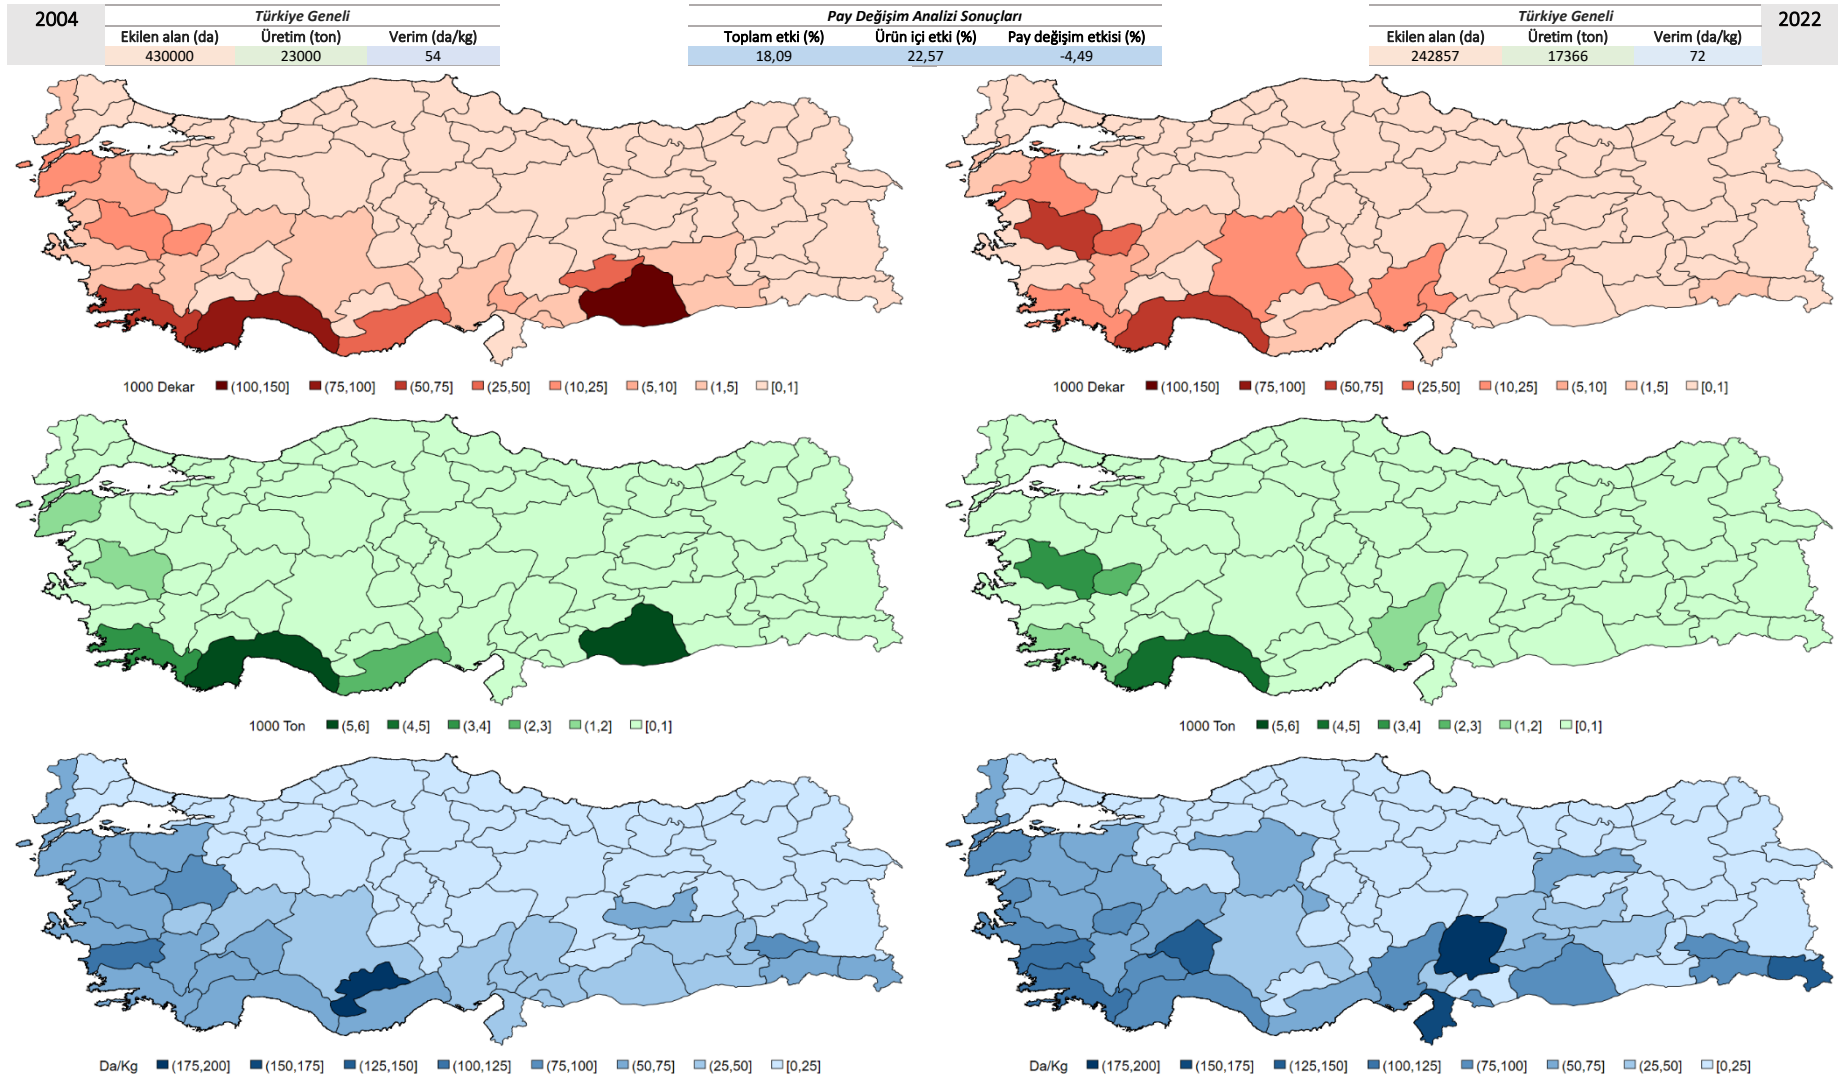 2004
Türkiye Geneli
Ekilen alan (da) Üretim (ton) Verim (da/kg)
430000 23000 54
Pay Değişim Analizi Sonuçları
Toplam etki (%) Ürün içi etki (%) Pay değişim etkisi (%)
18,09 22,57 -4,49
Türkiye Geneli
Ekilen alan (da) Üretim (ton) Verim (da/kg)
242857 17366 72
2022
1000 Dekar (100,150] (75,100] (50,75] (25,50] (10,25] (5,10] (1,5] [0,1]
1000 Dekar (100,150] (75,100] (50,75] (25,50] (10,25] (5,10] (1,5] [0,1]
1000 Ton (5,6] (4,5] (3,4] (2,3] (1,2] [0,1]
1000 Ton (5,6] (4,5] (3,4] (2,3] (1,2] [0,1]
Da/Kg (175,200] (150,175] (125,150] (100,125] (75,100] (50,75] (25,50] [0,25]
Da/Kg (175,200] (150,175] (125,150] (100,125] (75,100] (50,75] (25,50] [0,25]